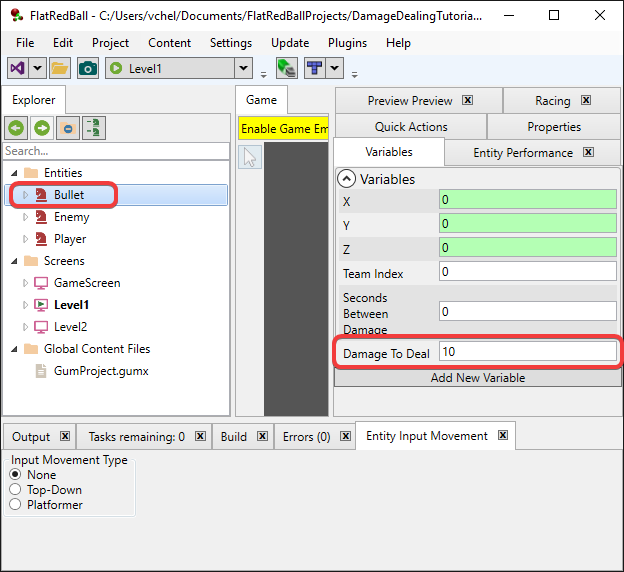 FlatRedBall - C:/Users/vchel/Documents/FlatRedBallProjects/DamageDealingTutoria...
File Edit Project Content Settings Update Plugins Help
Level1
Explorer
Search...
Entities
Bullet
Enemy
Player
Screens
GameScreen
Level1
Level2
Global Content Files
GumProject.gumx
Game
Enable Game Em
Preview Preview
Racing
Quick Actions
Properties
Variables
Entity Performance
Variables
X 0
Y 0
Z 0
Team Index 0
Seconds
Between 0
Damage
Damage To Deal 10
Add New Variable
Output
Tasks remaining: 0
Build
Errors (0)
Entity Input Movement
Input Movement Type
None
Top-Down
Platformer